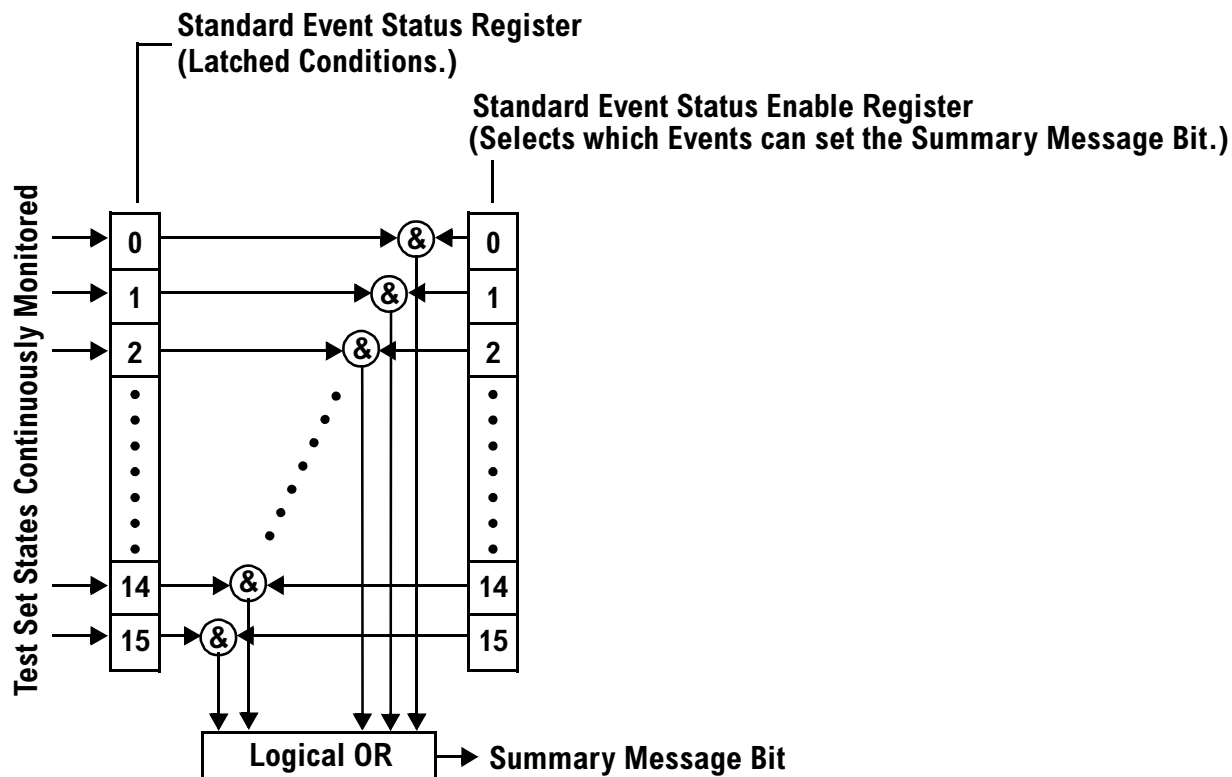 Standard Event Status Register
(Latched Conditions.)
Standard Event Status Enable Register
(Selects which Events can set the Summary Message Bit.)
Test Set States Continuously Monitored
0 & 0
1 & 1
2 & 2
14 & 14
15 & 15
Logical OR
Summary Message Bit